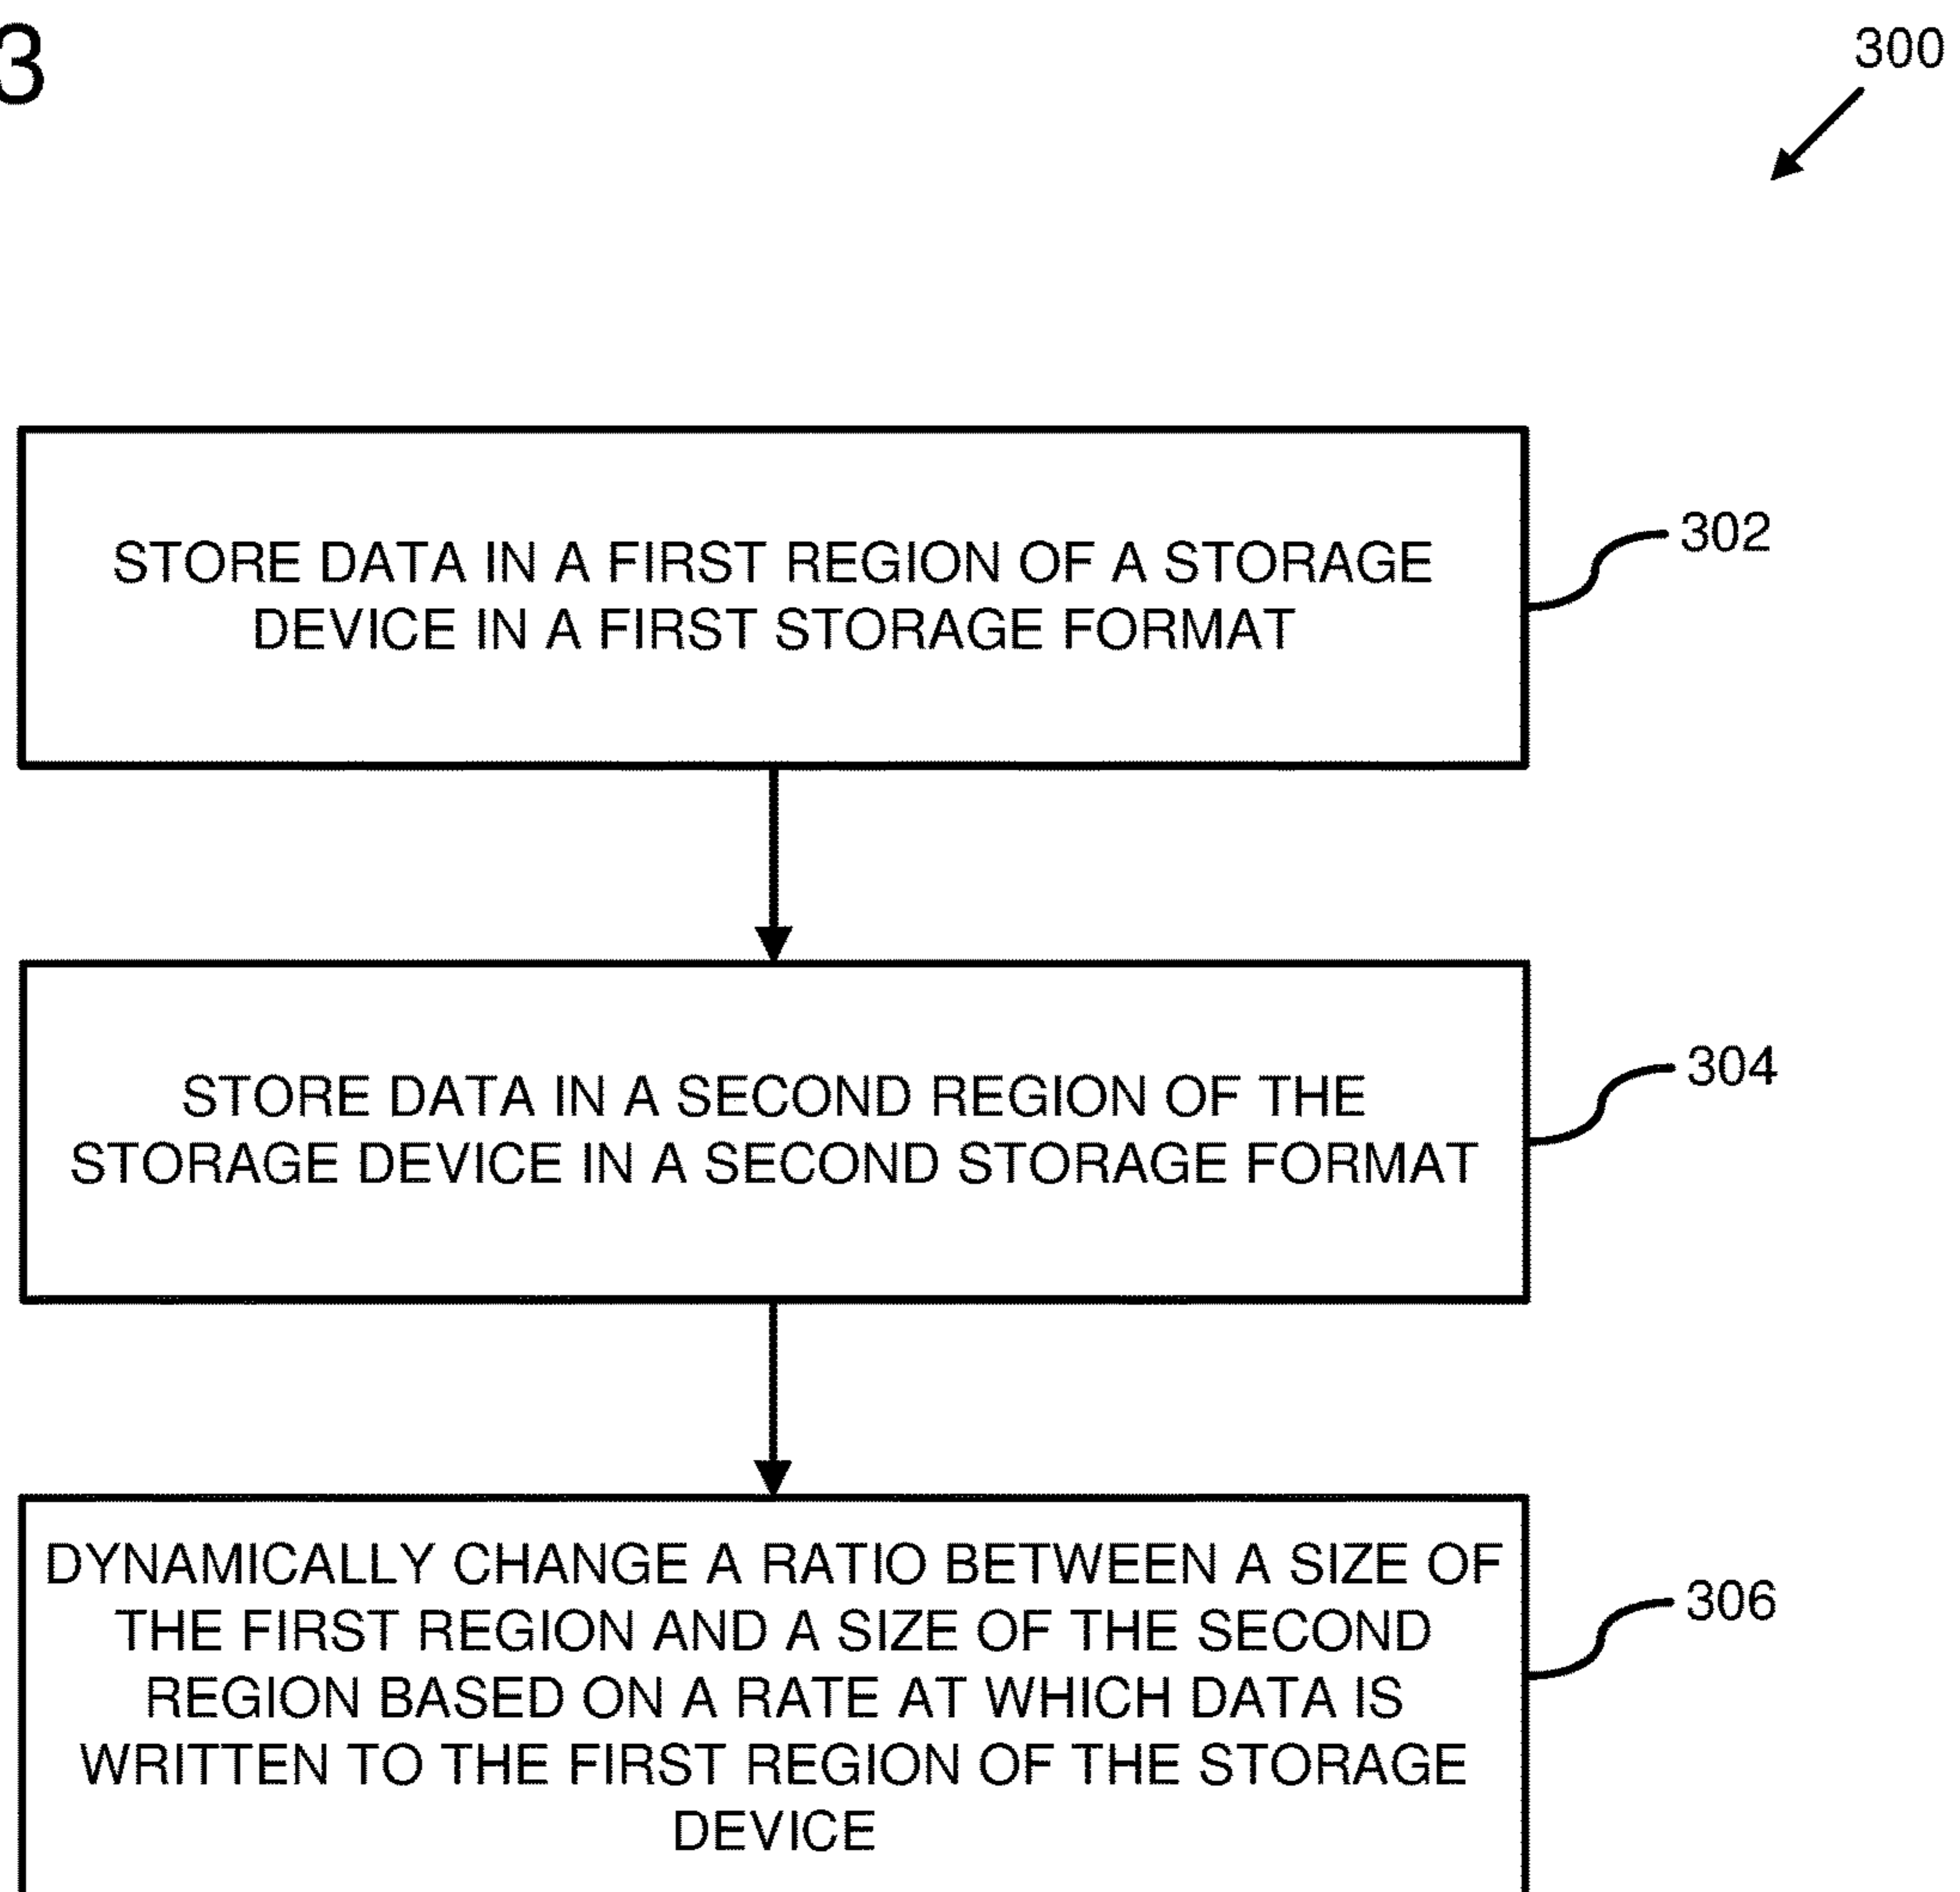 3
300
STORE DATA IN A FIRST REGION OF A STORAGE
DEVICE IN A FIRST STORAGE FORMAT
302
STORE DATA IN A SECOND REGION OF THE
STORAGE DEVICE IN A SECOND STORAGE FORMAT
304
DYNAMICALLY CHANGE A RATIO BETWEEN A SIZE OF
THE FIRST REGION AND A SIZE OF THE SECOND
REGION BASED ON A RATE AT WHICH DATA IS
WRITTEN TO THE FIRST REGION OF THE STORAGE
DEVICE
306